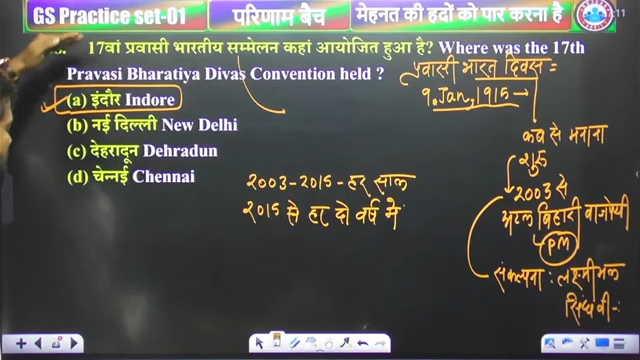 GS Practice set-01 परिणाम बैच मेहनत की हदों को पार करना है
17वां प्रवासी भारतीय सम्मेलन कहां आयोजित हुआ है? Where was the 17th
Pravasi Bharatiya Divas Convention held ?
(a) इंदौर Indore
(b) नई दिल्ली New Delhi
(c) देहरादून Dehradun
(d) चेन्नई Chennai
प्रवासी भारत दिवस =
9 Jan, 1915 →
कब से मनाना
शुरू
2003 से
अटल बिहारी वाजपेयी
PM
संकल्पना : लक्ष्मीमल
सिंघवी -
2003-2015 - हर साल
2015 से हर दो वर्ष में